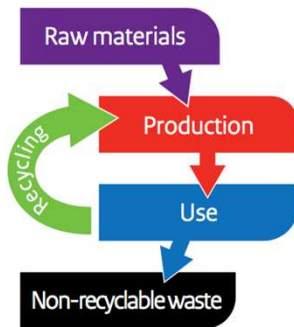 Raw materials
Production
Recycling
Use
Non-recyclable waste